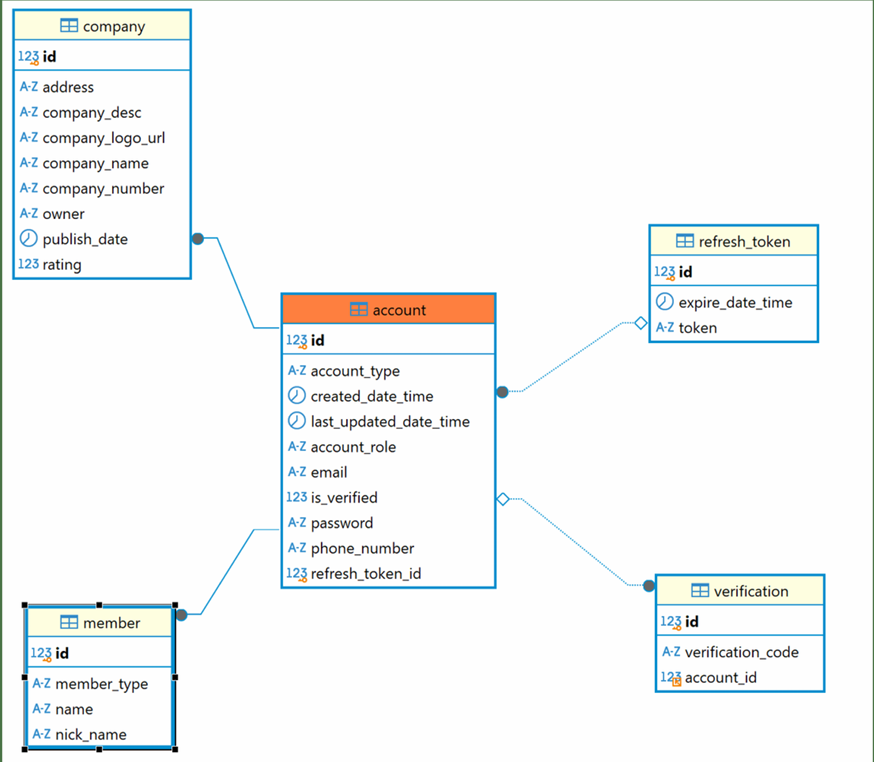 company
123 id
A-Z address
A-Z company_desc
A-Z company_logo_url
A-Z company_name
A-Z company_number
A-Z owner
publish_date
123 rating
refresh_token
123 id
expire_date_time
A-Z token
account
123 id
A-Z account_type
created_date_time
last_updated_date_time
A-Z account_role
A-Z email
123 is_verified
A-Z password
A-Z phone_number
123 refresh_token_id
verification
123 id
A-Z verification_code
123 account_id
member
123 id
A-Z member_type
A-Z name
A-Z nick_name